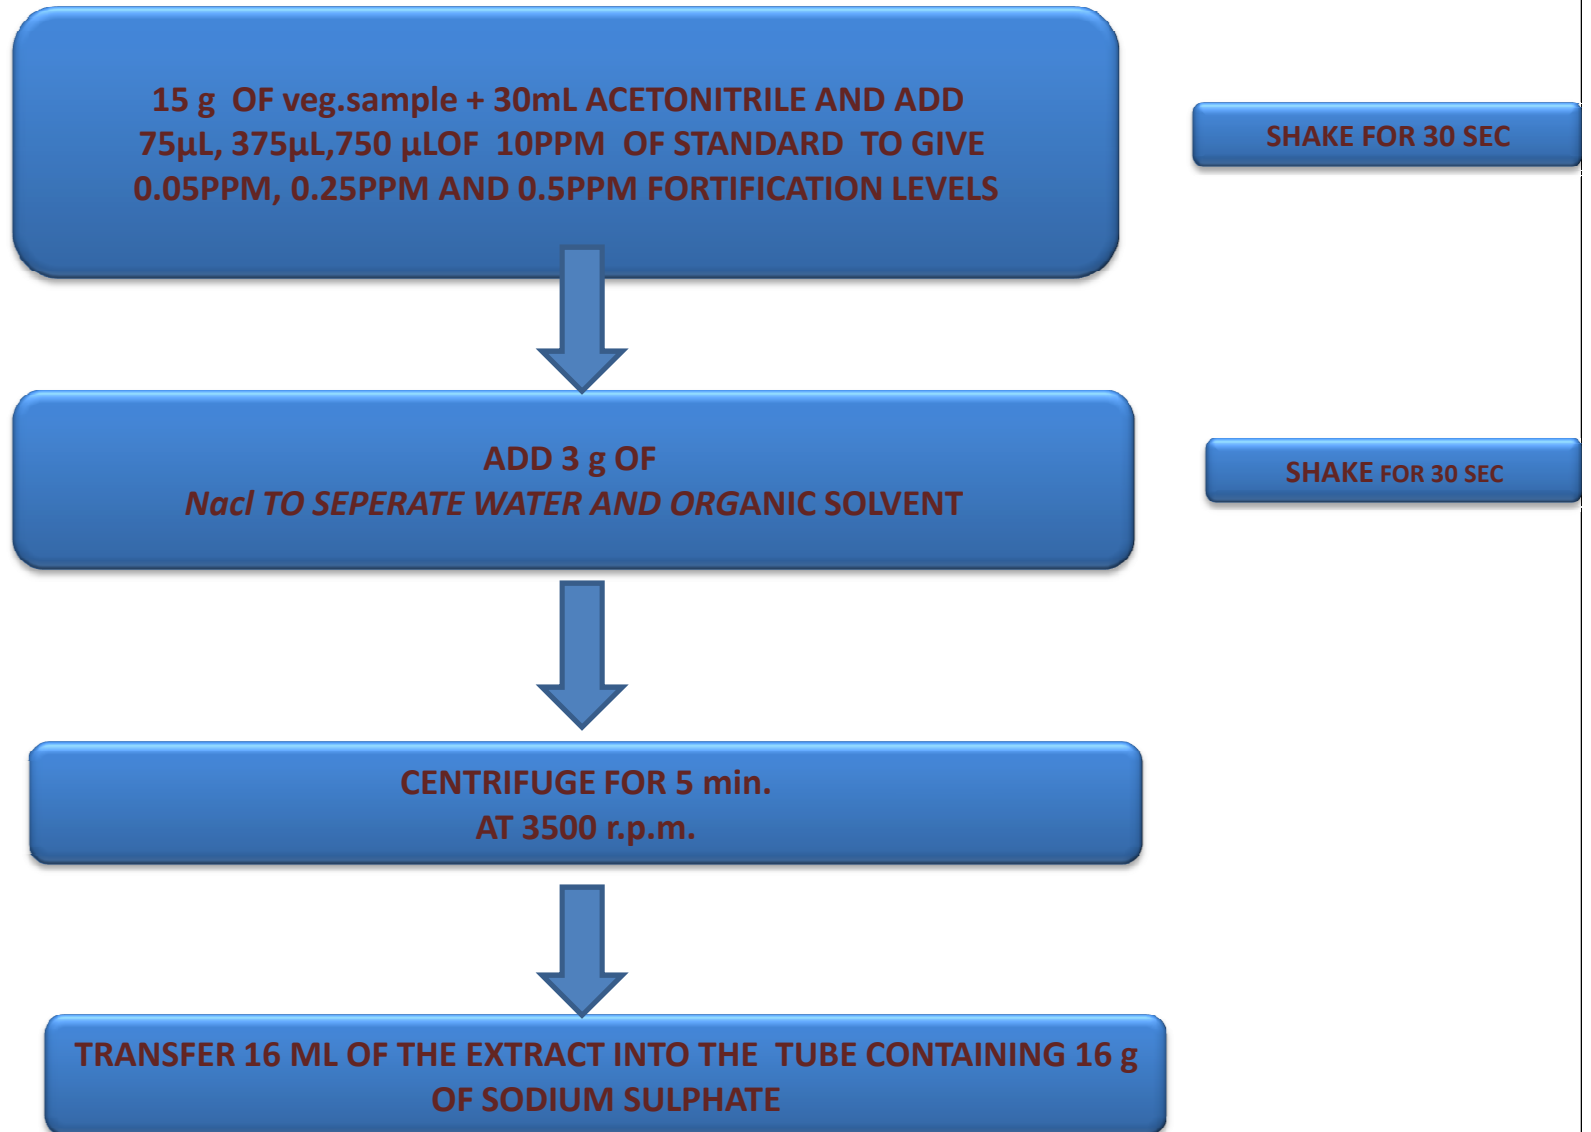 15 g OF veg.sample + 30mL ACETONITRILE AND ADD
75µL, 375µL,750 µLOF 10PPM OF STANDARD TO GIVE
0.05PPM, 0.25PPM AND 0.5PPM FORTIFICATION LEVELS
SHAKE FOR 30 SEC
ADD 3 g OF
Nacl TO SEPERATE WATER AND ORGANIC SOLVENT
SHAKE FOR 30 SEC
CENTRIFUGE FOR 5 min.
AT 3500 r.p.m.
TRANSFER 16 ML OF THE EXTRACT INTO THE TUBE CONTAINING 16 g
OF SODIUM SULPHATE